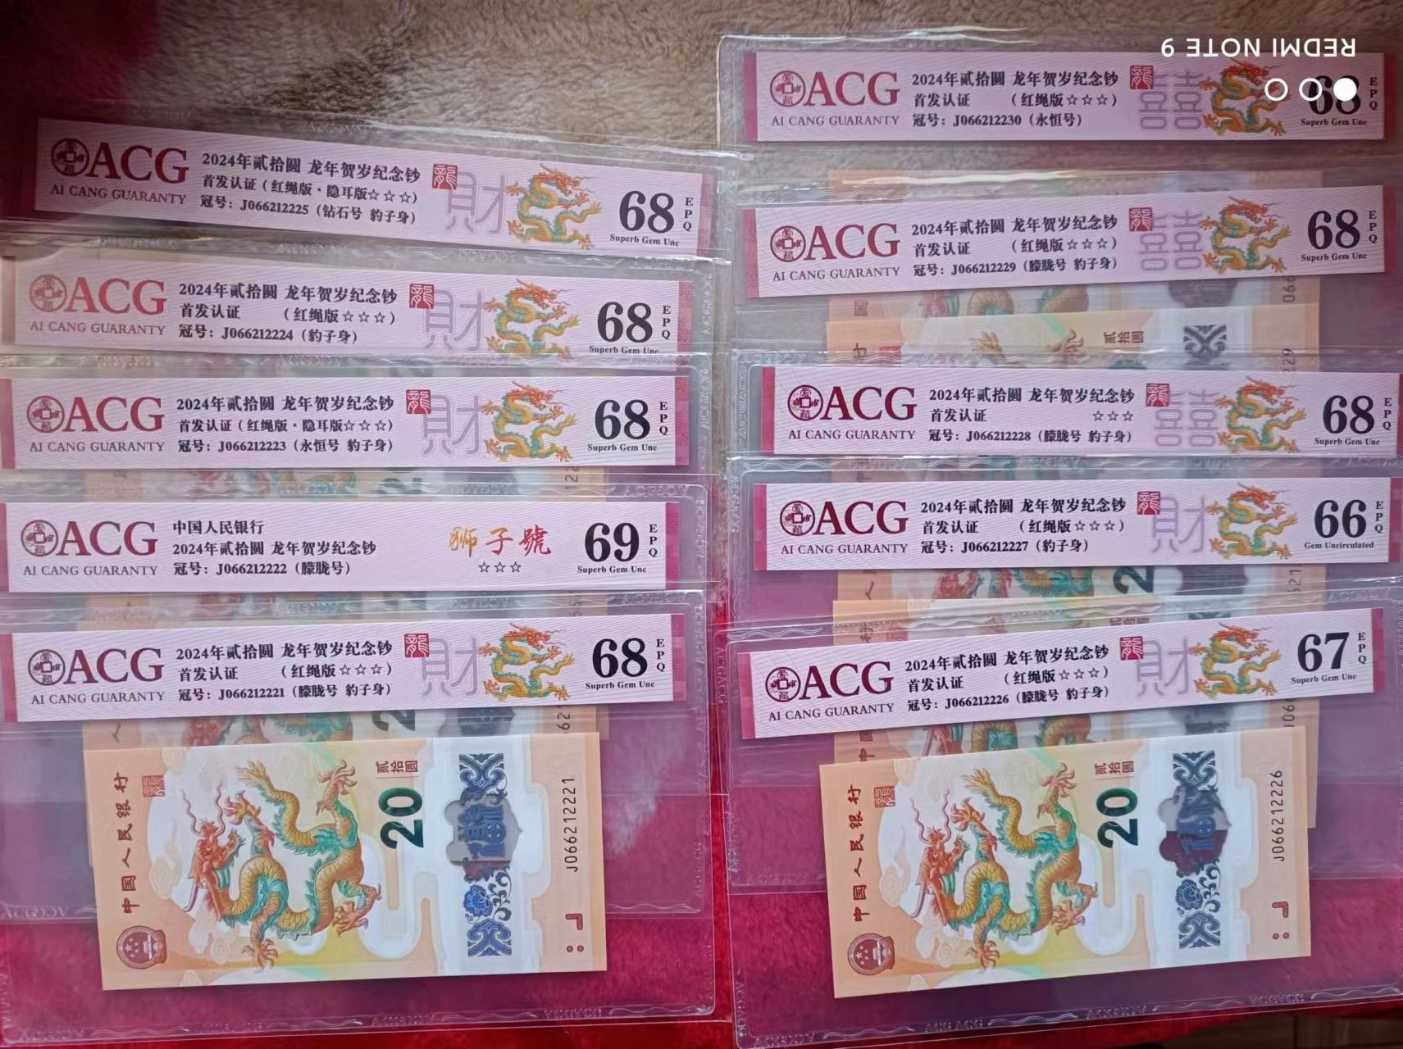 REDMI NOTE 9
ACG
AI CANG GUARANTY
2024年贰拾圆 龙年贺岁纪念钞
首发认证（红绳版·隐耳版☆☆☆）
冠号：J066212225（钻石号 豹子身）
龍
財
68
EPQ
Superb Gem Unc
ACG
AI CANG GUARANTY
2024年贰拾圆 龙年贺岁纪念钞
首发认证 （红绳版☆☆☆）
冠号：J066212224（豹子身）
龍
財
68
EPQ
Superb Gem Unc
ACG
AI CANG GUARANTY
2024年贰拾圆 龙年贺岁纪念钞
首发认证（红绳版·隐耳版☆☆☆）
冠号：J066212223（永恒号 豹子身）
龍
財
68
EPQ
Superb Gem Unc
ACG
AI CANG GUARANTY
中国人民银行
2024年贰拾圆 龙年贺岁纪念钞
冠号：J066212222（朦胧号）
狮子號
☆☆☆
69
EPQ
Superb Gem Unc
ACG
AI CANG GUARANTY
2024年贰拾圆 龙年贺岁纪念钞
首发认证 （红绳版☆☆☆）
冠号：J066212221（朦胧号 豹子身）
龍
財
68
EPQ
Superb Gem Unc
中国人民银行
20
贰拾圆
J066212221
ACG
AI CANG GUARANTY
2024年贰拾圆 龙年贺岁纪念钞
首发认证 （红绳版☆☆☆）
冠号：J066212230（永恒号）
龍
囍
68
EPQ
Superb Gem Unc
ACG
AI CANG GUARANTY
2024年贰拾圆 龙年贺岁纪念钞
首发认证 （红绳版☆☆☆）
冠号：J066212229（朦胧号 豹子身）
龍
囍
68
EPQ
Superb Gem Unc
贰拾圆
ACG
AI CANG GUARANTY
2024年贰拾圆 龙年贺岁纪念钞
首发认证 ☆☆☆
冠号：J066212228（朦胧号 豹子身）
龍
囍
68
EPQ
Superb Gem Unc
ACG
AI CANG GUARANTY
2024年贰拾圆 龙年贺岁纪念钞
首发认证 （红绳版☆☆☆）
冠号：J066212227（豹子身）
龍
財
66
EPQ
Gem Uncirculated
ACG
AI CANG GUARANTY
2024年贰拾圆 龙年贺岁纪念钞
首发认证 （红绳版☆☆☆）
冠号：J066212226（朦胧号 豹子身）
龍
財
67
EPQ
Superb Gem Unc
中国人民银行
20
贰拾圆
J066212226